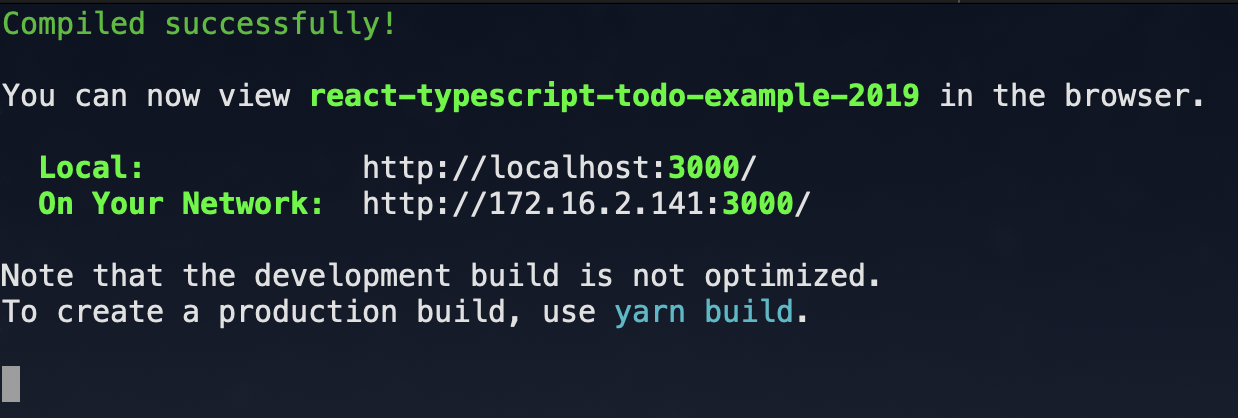 Compiled successfully!
You can now view react-typescript-todo-example-2019 in the browser.
Local: http://localhost:3000/
On Your Network: http://172.16.2.141:3000/
Note that the development build is not optimized.
To create a production build, use yarn build.